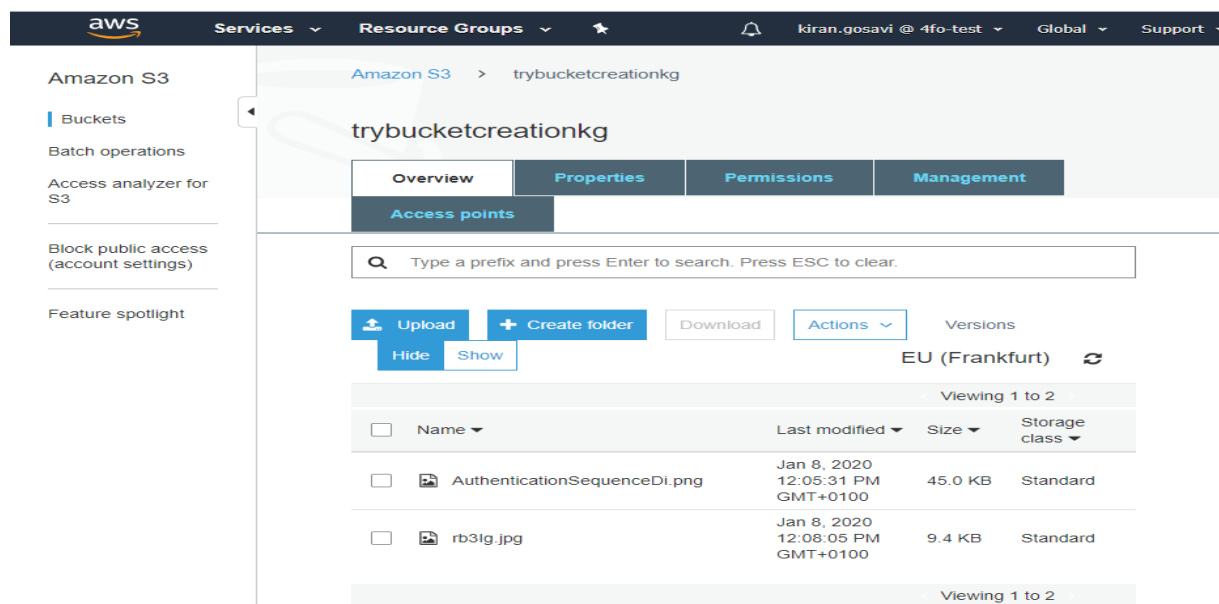 aws Services Resource Groups kiran.gosavi @ 4fo-test Global Support
Amazon S3
Buckets
Batch operations
Access analyzer for
S3
Block public access
(account settings)
Feature spotlight
Amazon S3 > trybucketcreationkg
trybucketcreationkg
Overview Properties Permissions Management
Access points
Type a prefix and press Enter to search. Press ESC to clear.
Upload Create folder Download Actions Versions
Hide Show EU (Frankfurt)
Viewing 1 to 2
Name Last modified Size Storage
class
AuthenticationSequenceDi.png Jan 8, 2020
12:05:31 PM
GMT+0100 45.0 KB Standard
rb3lg.jpg Jan 8, 2020
12:08:05 PM
GMT+0100 9.4 KB Standard
Viewing 1 to 2